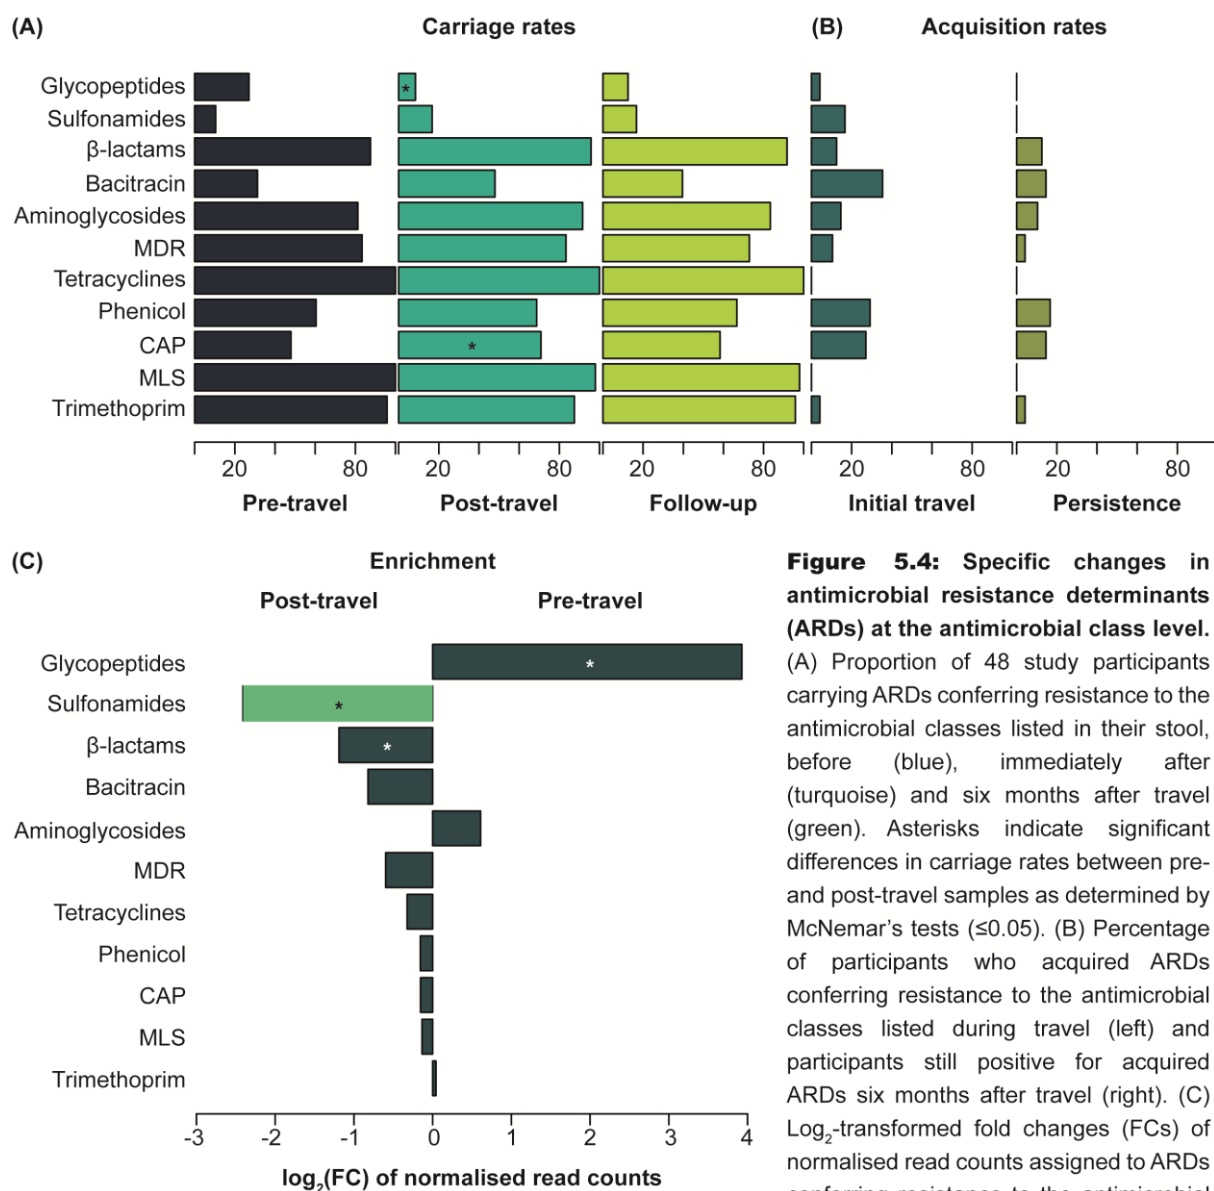 (A)
Carriage rates
(B)
Acquisition rates
Glycopeptides
*
Sulfonamides
β-lactams
Bacitracin
Aminoglycosides
MDR
Tetracyclines
Phenicol
CAP
*
MLS
Trimethoprim
20 80 20 80 20 80 20 80 20 80
Pre-travel Post-travel Follow-up Initial travel Persistence
(C)
Enrichment
Post-travel Pre-travel
Glycopeptides
*
Sulfonamides
*
β-lactams
*
Bacitracin
Aminoglycosides
MDR
Tetracyclines
Phenicol
CAP
MLS
Trimethoprim
-3 -2 -1 0 1 2 3 4
log₂(FC) of normalised read counts
Figure 5.4: Specific changes in
antimicrobial resistance determinants
(ARDs) at the antimicrobial class level.
(A) Proportion of 48 study participants
carrying ARDs conferring resistance to the
antimicrobial classes listed in their stool,
before (blue), immediately after
(turquoise) and six months after travel
(green). Asterisks indicate significant
differences in carriage rates between pre-
and post-travel samples as determined by
McNemar's tests (≤0.05). (B) Percentage
of participants who acquired ARDs
conferring resistance to the antimicrobial
classes listed during travel (left) and
participants still positive for acquired
ARDs six months after travel (right). (C)
Log₂-transformed fold changes (FCs) of
normalised read counts assigned to ARDs
conferring resistance to the antimicrobial